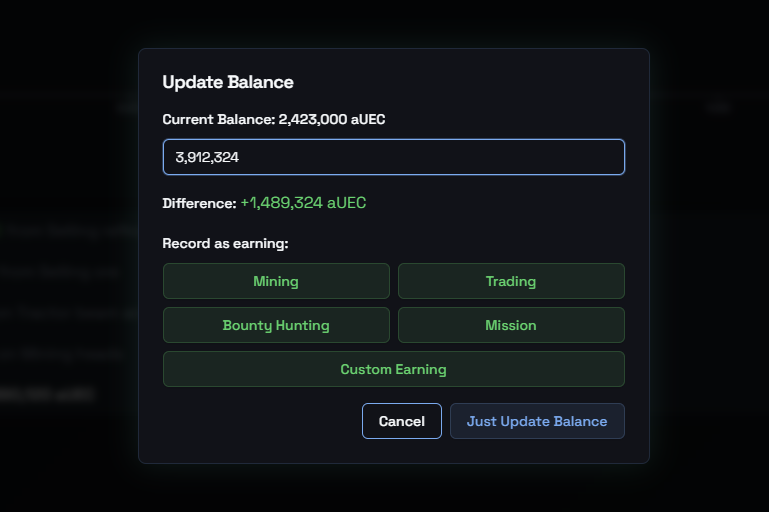 Update Balance
Current Balance: 2,423,000 aUEC
3,912,324
Difference: +1,489,324 aUEC
Record as earning:
Mining
Trading
Bounty Hunting
Mission
Custom Earning
Cancel
Just Update Balance